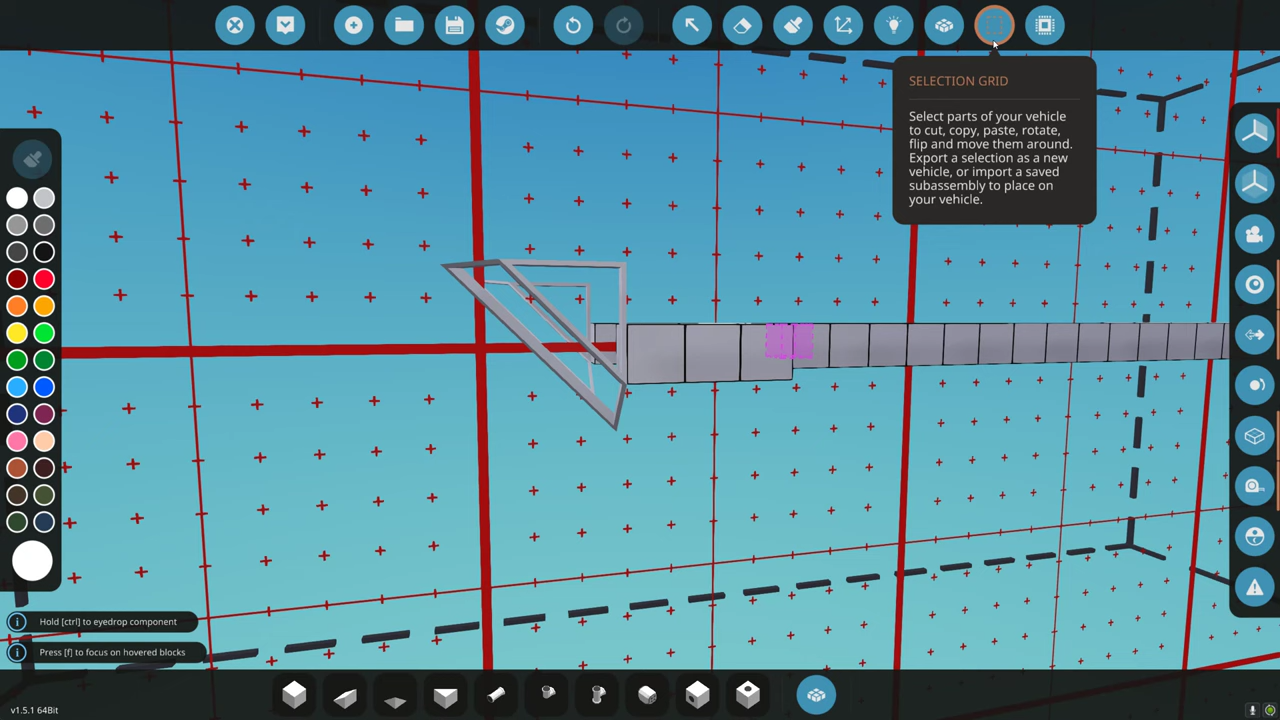 SELECTION GRID
Select parts of your vehicle
to cut, copy, paste, rotate,
flip and move them around.
Export a selection as a new
vehicle, or import a saved
subassembly to place on
your vehicle.
Hold [ctrl] to eyedrop component
Press [f] to focus on hovered blocks
v1.5.1 64Bit